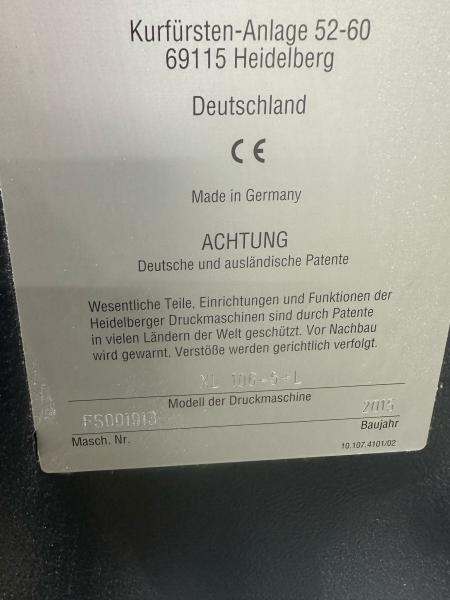 Kurfürsten-Anlage 52-60
69115 Heidelberg
Deutschland
CE
Made in Germany
ACHTUNG
Deutsche und ausländische Patente
Wesentliche Teile, Einrichtungen und Funktionen der
Heidelberger Druckmaschinen sind durch Patente
in vielen Ländern der Welt geschützt. Vor Nachbau
wird gewarnt. Verstöße werden gerichtlich verfolgt.
XL 106-5-L
Modell der Druckmaschine
2015
Masch. Nr.
Baujahr
10.107.4101/02